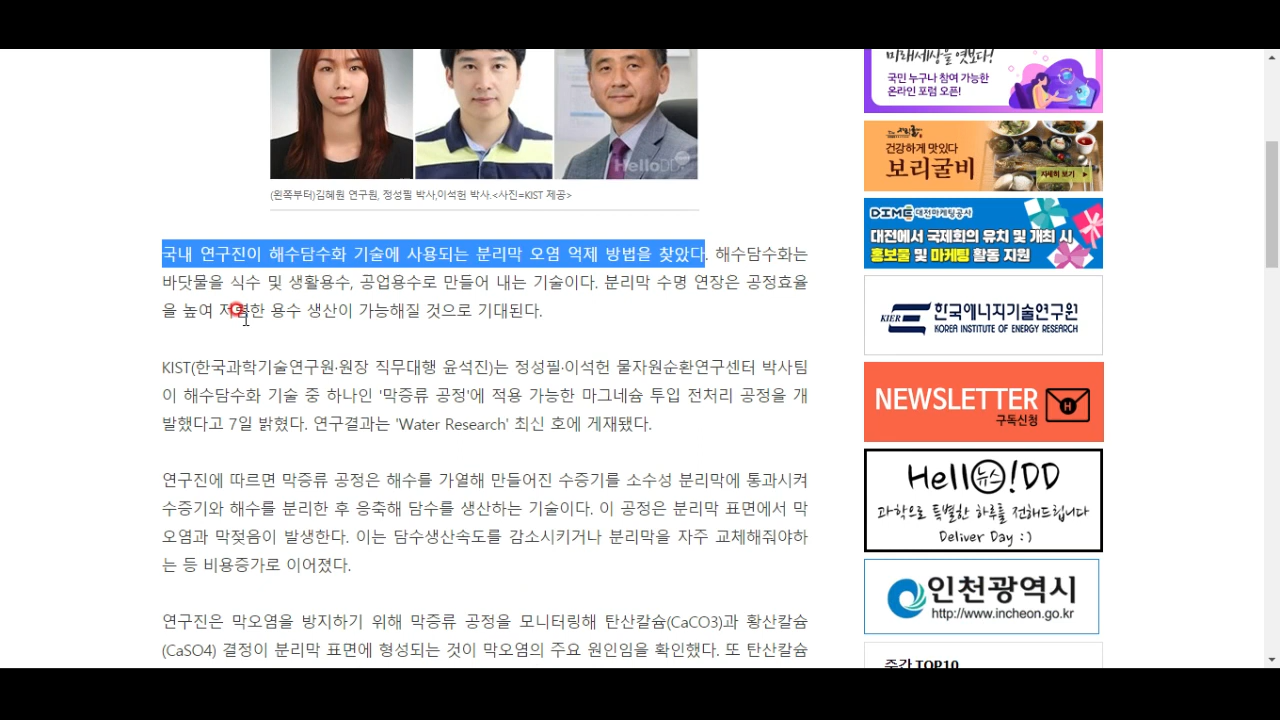 미래세상을 엿보다!
국민 누구나 참여 가능한
온라인 포럼 오픈!
HelloDD
(왼쪽부터)김혜원 연구원, 정성필 박사,이석헌 박사.<사진=KIST 제공>
국내 연구진이 해수담수화 기술에 사용되는 분리막 오염 억제 방법을 찾았다. 해수담수화는
바닷물을 식수 및 생활용수, 공업용수로 만들어 내는 기술이다. 분리막 수명 연장은 공정효율
을 높여 저렴한 용수 생산이 가능해질 것으로 기대된다.
KIST(한국과학기술연구원·원장 직무대행 윤석진)는 정성필·이석헌 물자원순환연구센터 박사팀
이 해수담수화 기술 중 하나인 '막증류 공정'에 적용 가능한 마그네슘 투입 전처리 공정을 개
발했다고 7일 밝혔다. 연구결과는 'Water Research' 최신 호에 게재됐다.
연구진에 따르면 막증류 공정은 해수를 가열해 만들어진 수증기를 소수성 분리막에 통과시켜
수증기와 해수를 분리한 후 응축해 담수를 생산하는 기술이다. 이 공정은 분리막 표면에서 막
오염과 막젖음이 발생한다. 이는 담수생산속도를 감소시키거나 분리막을 자주 교체해줘야하
는 등 비용증가로 이어졌다.
연구진은 막오염을 방지하기 위해 막증류 공정을 모니터링해 탄산칼슘(CaCO3)과 황산칼슘
(CaSO4) 결정이 분리막 표면에 형성되는 것이 막오염의 주요 원인임을 확인했다. 또 탄산칼슘
건강하게 맛있다
보리굴비
자세히 보기 ▶
DIME 대전마케팅공사
대전에서 국제회의 유치 및 개최 시
홍보물 및 마케팅 활동 지원
KIER 한국에너지기술연구원
KOREA INSTITUTE OF ENERGY RESEARCH
NEWSLETTER
구독신청
H
Hell뉴스!DD
과학으로 특별한 하루를 전해드립니다
Deliver Day :)
인천광역시
http://www.incheon.go.kr
주간 TOP10